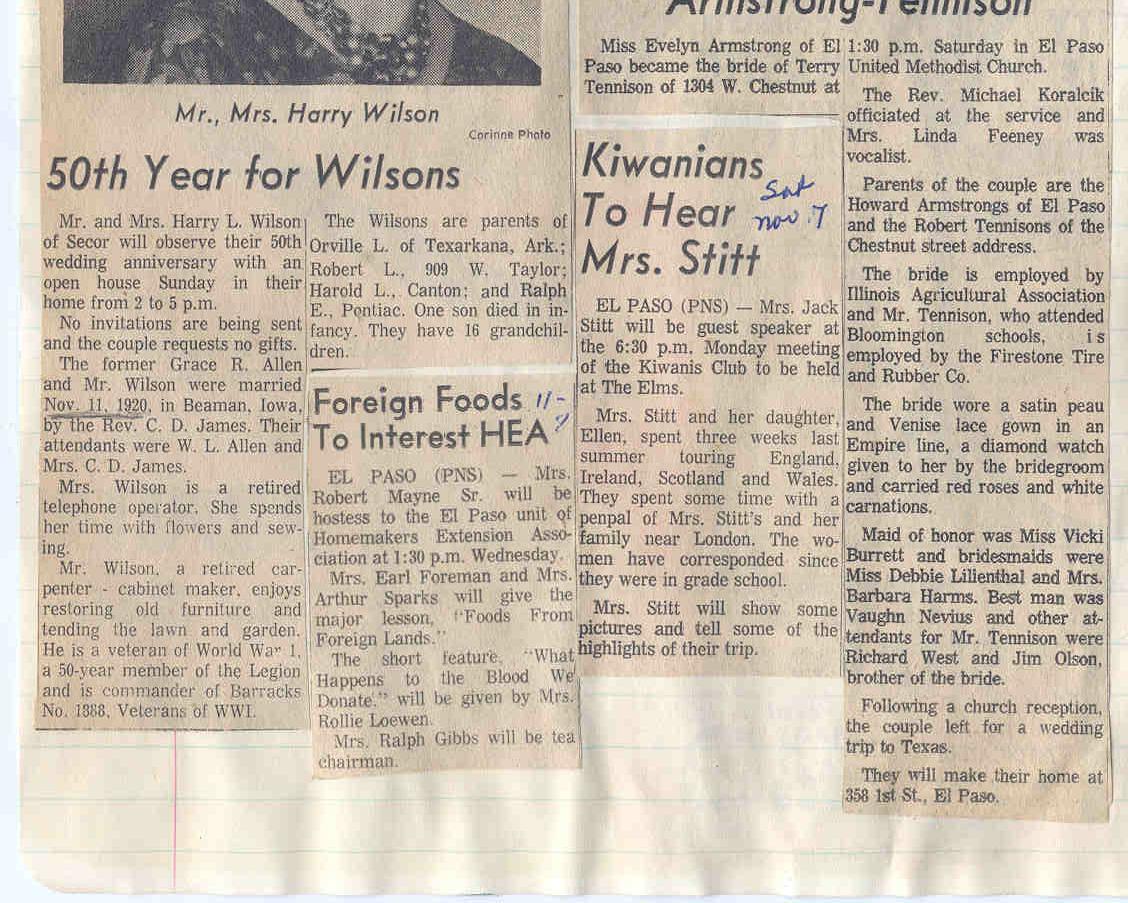 Mr., Mrs. Harry Wilson
Corinne Photo
50th Year for Wilsons
Mr. and Mrs. Harry L. Wilson
of Secor will observe their 50th
wedding anniversary with an
open house Sunday in their
home from 2 to 5 p.m.
No invitations are being sent
and the couple requests no gifts.
The former Grace R. Allen
and Mr. Wilson were married
Nov. 11, 1920, in Beaman, Iowa,
by the Rev. C. D. James. Their
attendants were W. L. Allen and
Mrs. C. D. James.
Mrs. Wilson is a retired
telephone operator. She spends
her time with flowers and sew-
ing.
Mr. Wilson, a retired car-
penter - cabinet maker, enjoys
restoring old furniture and
tending the lawn and garden.
He is a veteran of World War 1,
a 50-year member of the Legion
and is commander of Barracks
No. 1388, Veterans of WWI.
The Wilsons are parents of
Orville L. of Texarkana, Ark.;
Robert L., 909 W. Taylor;
Harold L., Canton; and Ralph
E., Pontiac. One son died in in-
fancy. They have 16 grandchil-
dren.
Foreign Foods 11-
To Interest HEA 7
EL PASO (PNS) — Mrs.
Robert Mayne Sr. will be
hostess to the El Paso unit of
Homemakers Extension Asso-
ciation at 1:30 p.m. Wednesday.
Mrs. Earl Foreman and Mrs.
Arthur Sparks will give the
major lesson, "Foods From
Foreign Lands."
The short feature, "What
Happens to the Blood We
Donate." will be given by Mrs.
Rollie Loewen.
Mrs. Ralph Gibbs will be tea
chairman.
Kiwanians
To Hear
Mrs. Stitt
Sat
nov. 7
EL PASO (PNS) — Mrs. Jack
Stitt will be guest speaker at
the 6:30 p.m. Monday meeting
of the Kiwanis Club to be held
at The Elms.
Mrs. Stitt and her daughter,
Ellen, spent three weeks last
summer touring England,
Ireland, Scotland and Wales.
They spent some time with a
penpal of Mrs. Stitt's and her
family near London. The wo-
men have corresponded since
they were in grade school.
Mrs. Stitt will show some
pictures and tell some of the
highlights of their trip.
Armstrong-Tennison
Miss Evelyn Armstrong of El
Paso became the bride of Terry
Tennison of 1304 W. Chestnut at
1:30 p.m. Saturday in El Paso
United Methodist Church.
The Rev. Michael Koralcik
officiated at the service and
Mrs. Linda Feeney was
vocalist.
Parents of the couple are the
Howard Armstrongs of El Paso
and the Robert Tennisons of the
Chestnut street address.
The bride is employed by
Illinois Agricultural Association
and Mr. Tennison, who attended
Bloomington schools, is
employed by the Firestone Tire
and Rubber Co.
The bride wore a satin peau
and Venise lace gown in an
Empire line, a diamond watch
given to her by the bridegroom
and carried red roses and white
carnations.
Maid of honor was Miss Vicki
Burrett and bridesmaids were
Miss Debbie Lilienthal and Mrs.
Barbara Harms. Best man was
Vaughn Nevius and other at-
tendants for Mr. Tennison were
Richard West and Jim Olson,
brother of the bride.
Following a church reception,
the couple left for a wedding
trip to Texas.
They will make their home at
358 1st St., El Paso.